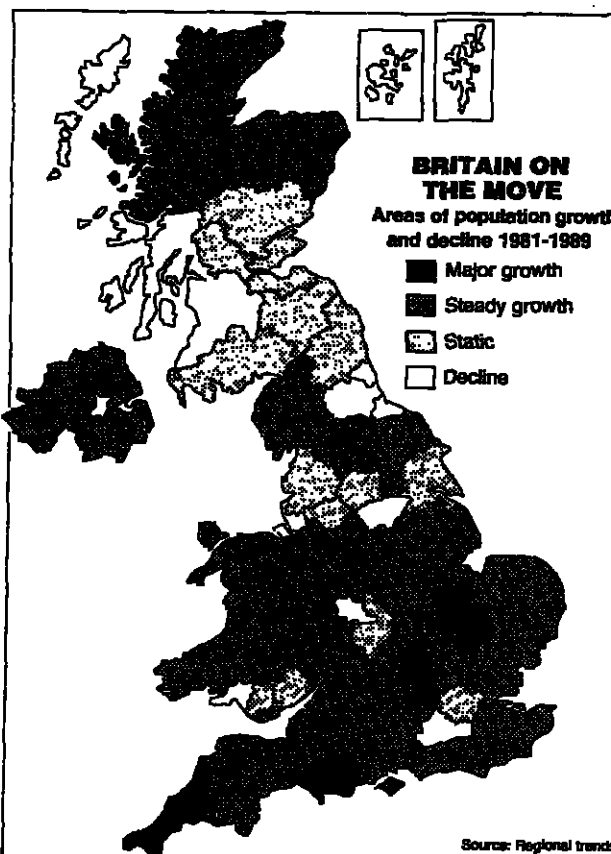 BRITAIN ON
THE MOVE
Areas of population growth
and decline 1981-1989
Major growth
Steady growth
Static
Decline
Source: Regional trends